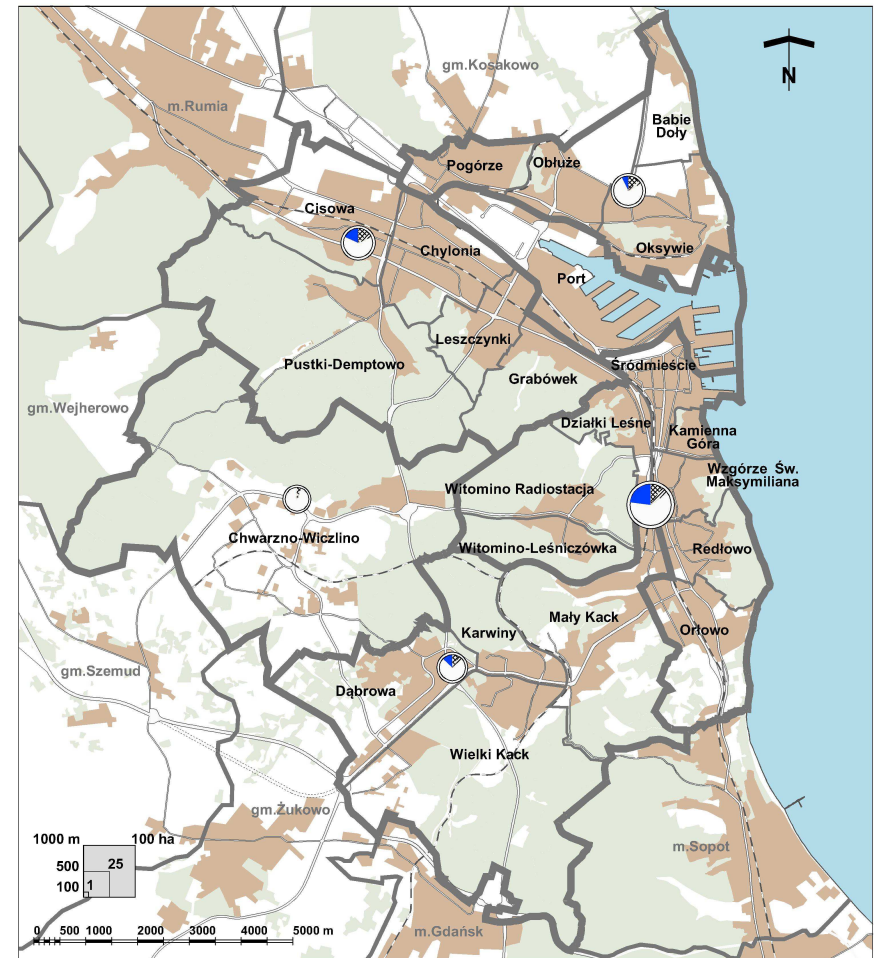 gm.Kosakowo
N
m.Rumia
Babie
Doły
Pogórze
Obłuże
Cisowa
Chylonia
Oksywie
Port
Leszczynki
Pustki-Demptowo
Śródmieście
Grabówek
gm.Wejherowo
Działki Leśne
Kamienna
Góra
Wzgórze Św.
Maksymiliana
Witomino Radiostacja
Chwarzno-Wiczlino
Witomino-Leśniczówka
Redłowo
Mały Kack
Karwiny
Orłowo
gm.Szemud
Dąbrowa
Wielki Kack
gm.Żukowo
1000 m 100 ha
500 25
100 1
m.Sopot
0 500 1000 2000 3000 4000 5000 m
m.Gdańsk